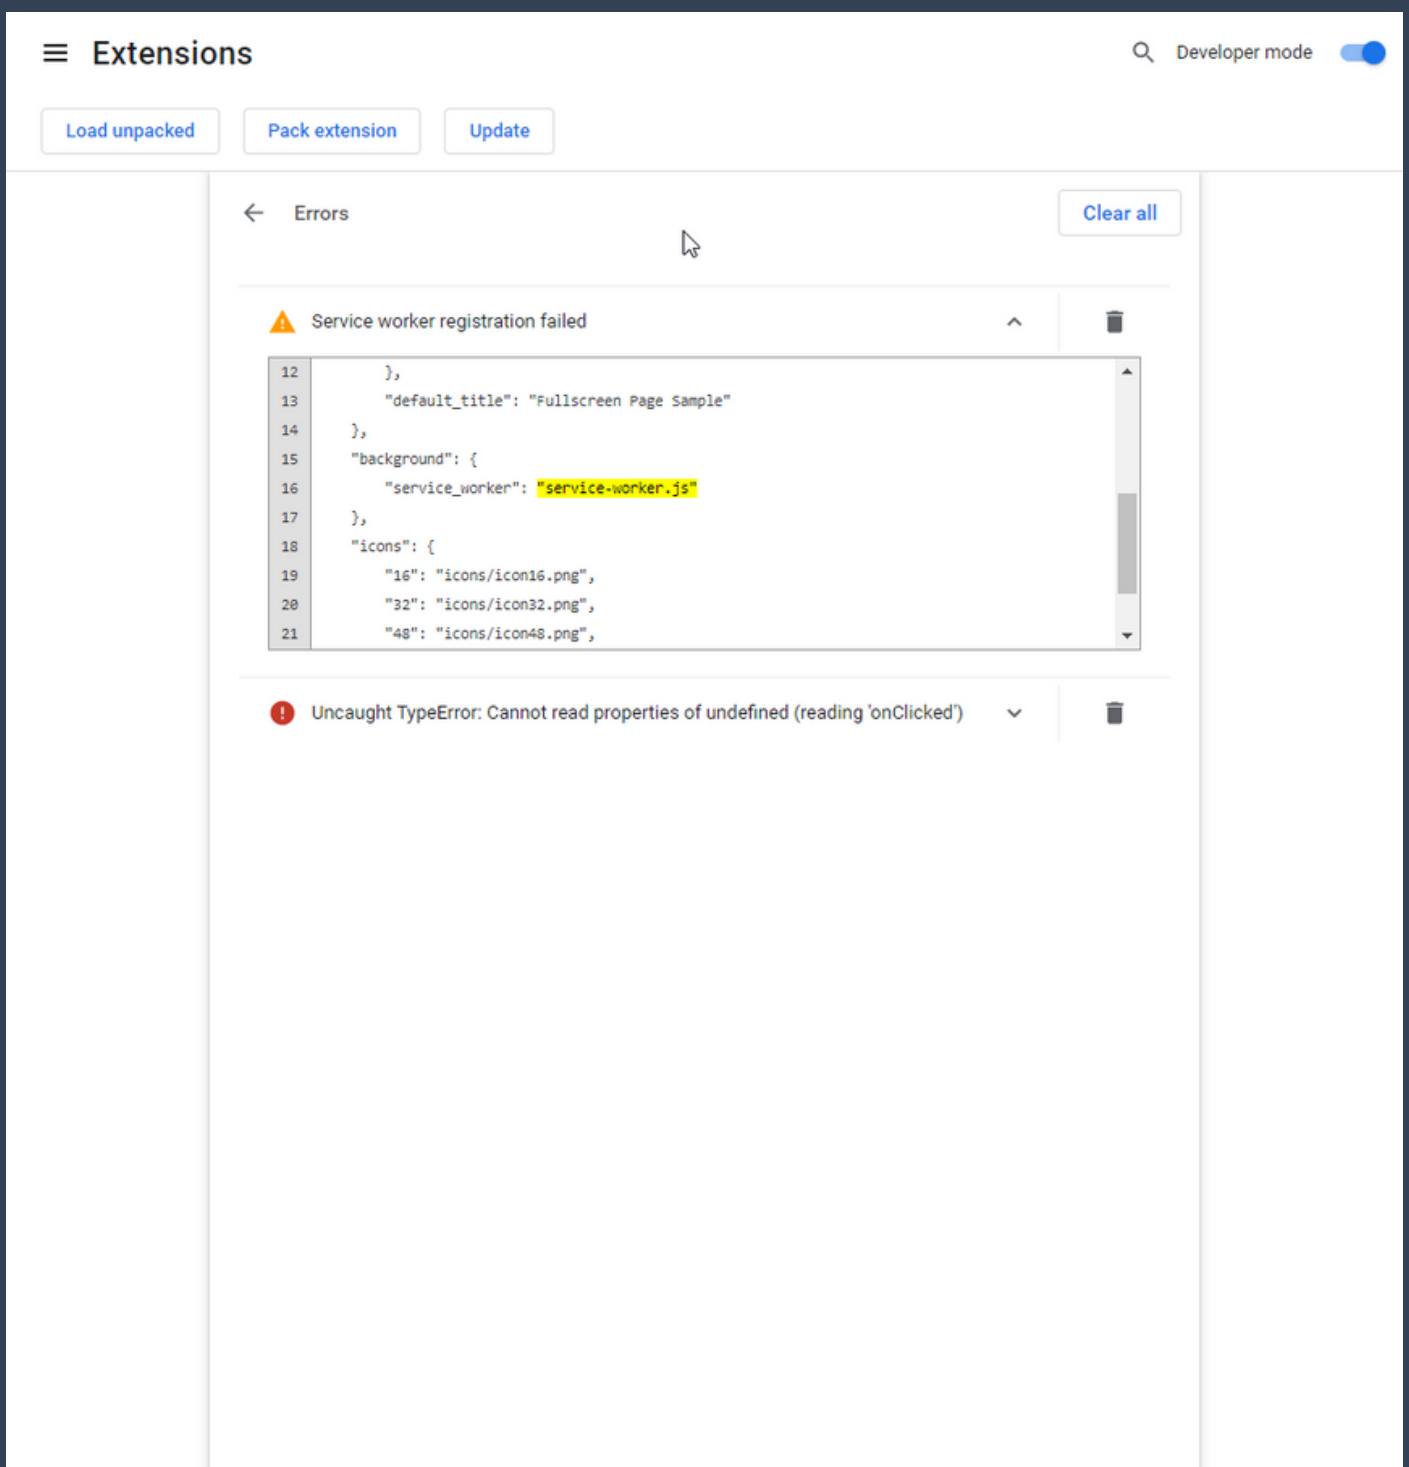 Extensions
Developer mode
Load unpacked
Pack extension
Update
Errors
Clear all
Service worker registration failed
12 },
13 "default_title": "Fullscreen Page Sample"
14 },
15 "background": {
16 "service_worker": "service-worker.js"
17 },
18 "icons": {
19 "16": "icons/icon16.png",
20 "32": "icons/icon32.png",
21 "48": "icons/icon48.png",
Uncaught TypeError: Cannot read properties of undefined (reading 'onClicked')